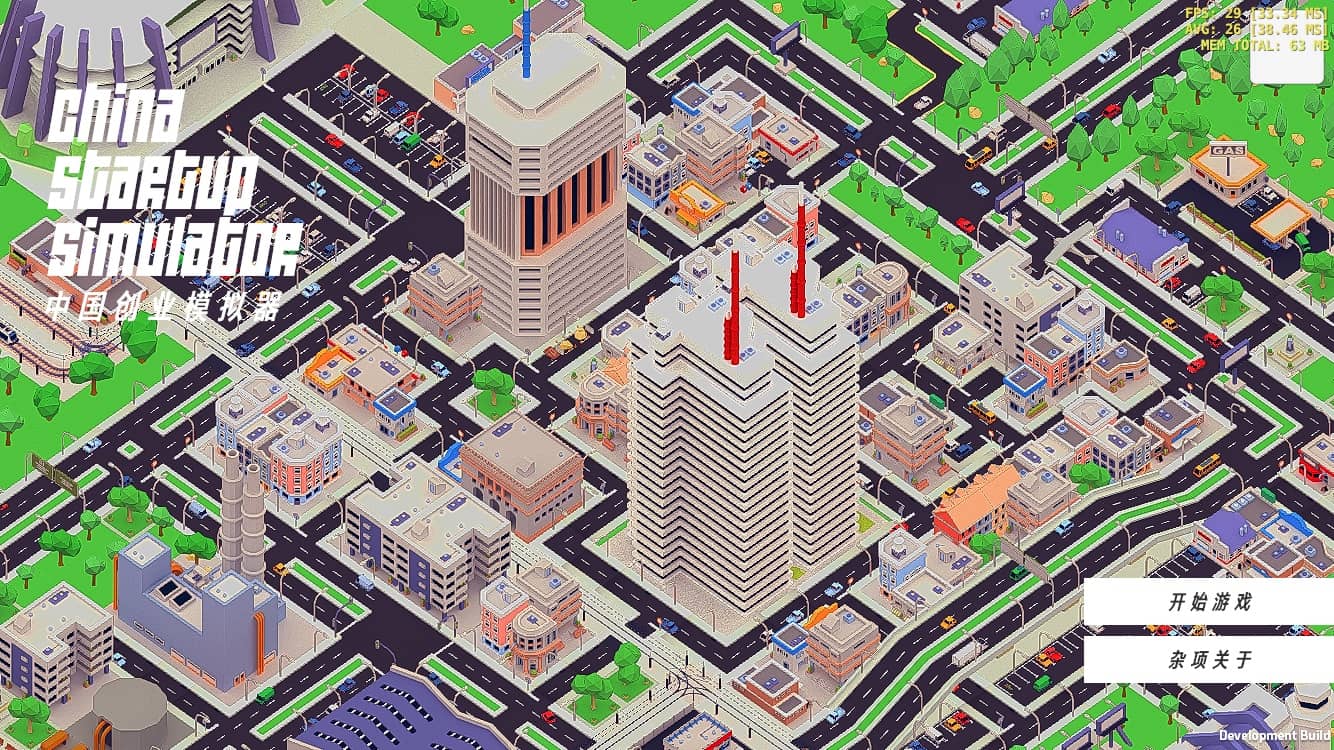 FPS: 29 [33.34 MS]
AVG: 26 [38.46 MS]
MEM TOTAL: 63 MB
china
startup
simulator
中国创业模拟器
GAS
开始游戏
杂项关于
Development Build